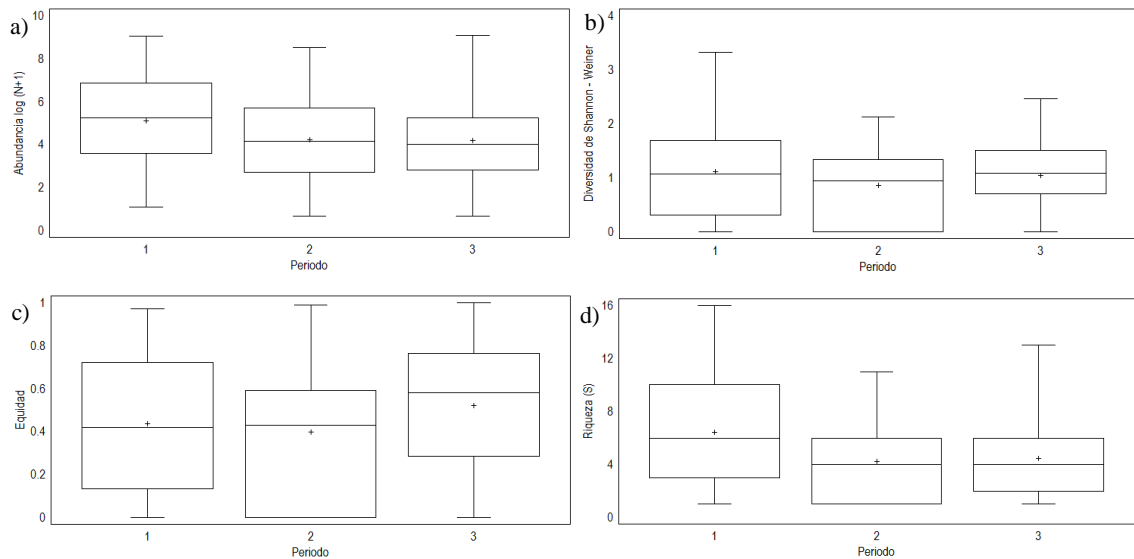 a)
Abundancia log (N+1)
10
8
6
4
2
0
1 2 3
Periodo
b)
Diversidad de Shannon - Weiner
4
3
2
1
0
1 2 3
Periodo
c)
Equidad
1
0.8
0.6
0.4
0.2
0
1 2 3
Periodo
d)
Riqueza (S)
16
12
8
4
0
1 2 3
Periodo